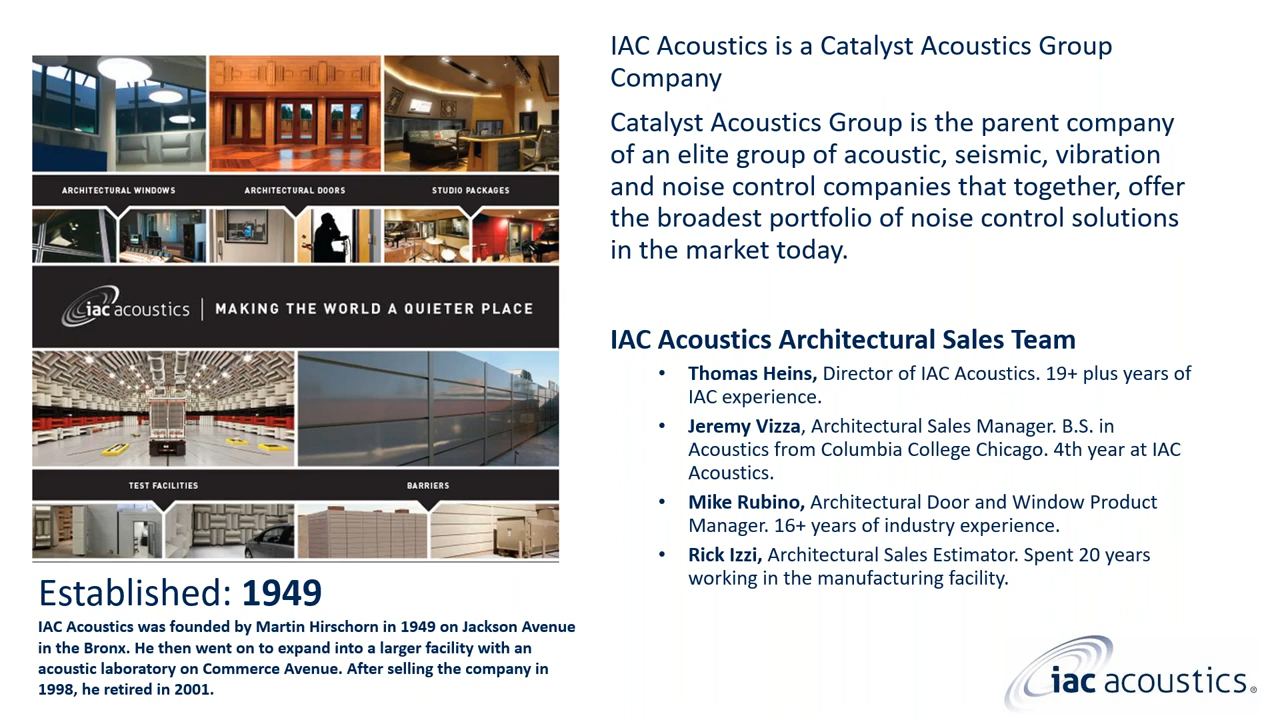 ARCHITECTURAL WINDOWS
ARCHITECTURAL DOORS
STUDIO PACKAGES
iac acoustics | MAKING THE WORLD A QUIETER PLACE
TEST FACILITIES
BARRIERS
Established: 1949
IAC Acoustics was founded by Martin Hirschorn in 1949 on Jackson Avenue
in the Bronx. He then went on to expand into a larger facility with an
acoustic laboratory on Commerce Avenue. After selling the company in
1998, he retired in 2001.
IAC Acoustics is a Catalyst Acoustics Group
Company
Catalyst Acoustics Group is the parent company
of an elite group of acoustic, seismic, vibration
and noise control companies that together, offer
the broadest portfolio of noise control solutions
in the market today.
IAC Acoustics Architectural Sales Team
• Thomas Heins, Director of IAC Acoustics. 19+ plus years of
IAC experience.
• Jeremy Vizza, Architectural Sales Manager. B.S. in
Acoustics from Columbia College Chicago. 4th year at IAC
Acoustics.
• Mike Rubino, Architectural Door and Window Product
Manager. 16+ years of industry experience.
• Rick Izzi, Architectural Sales Estimator. Spent 20 years
working in the manufacturing facility.
iac acoustics®